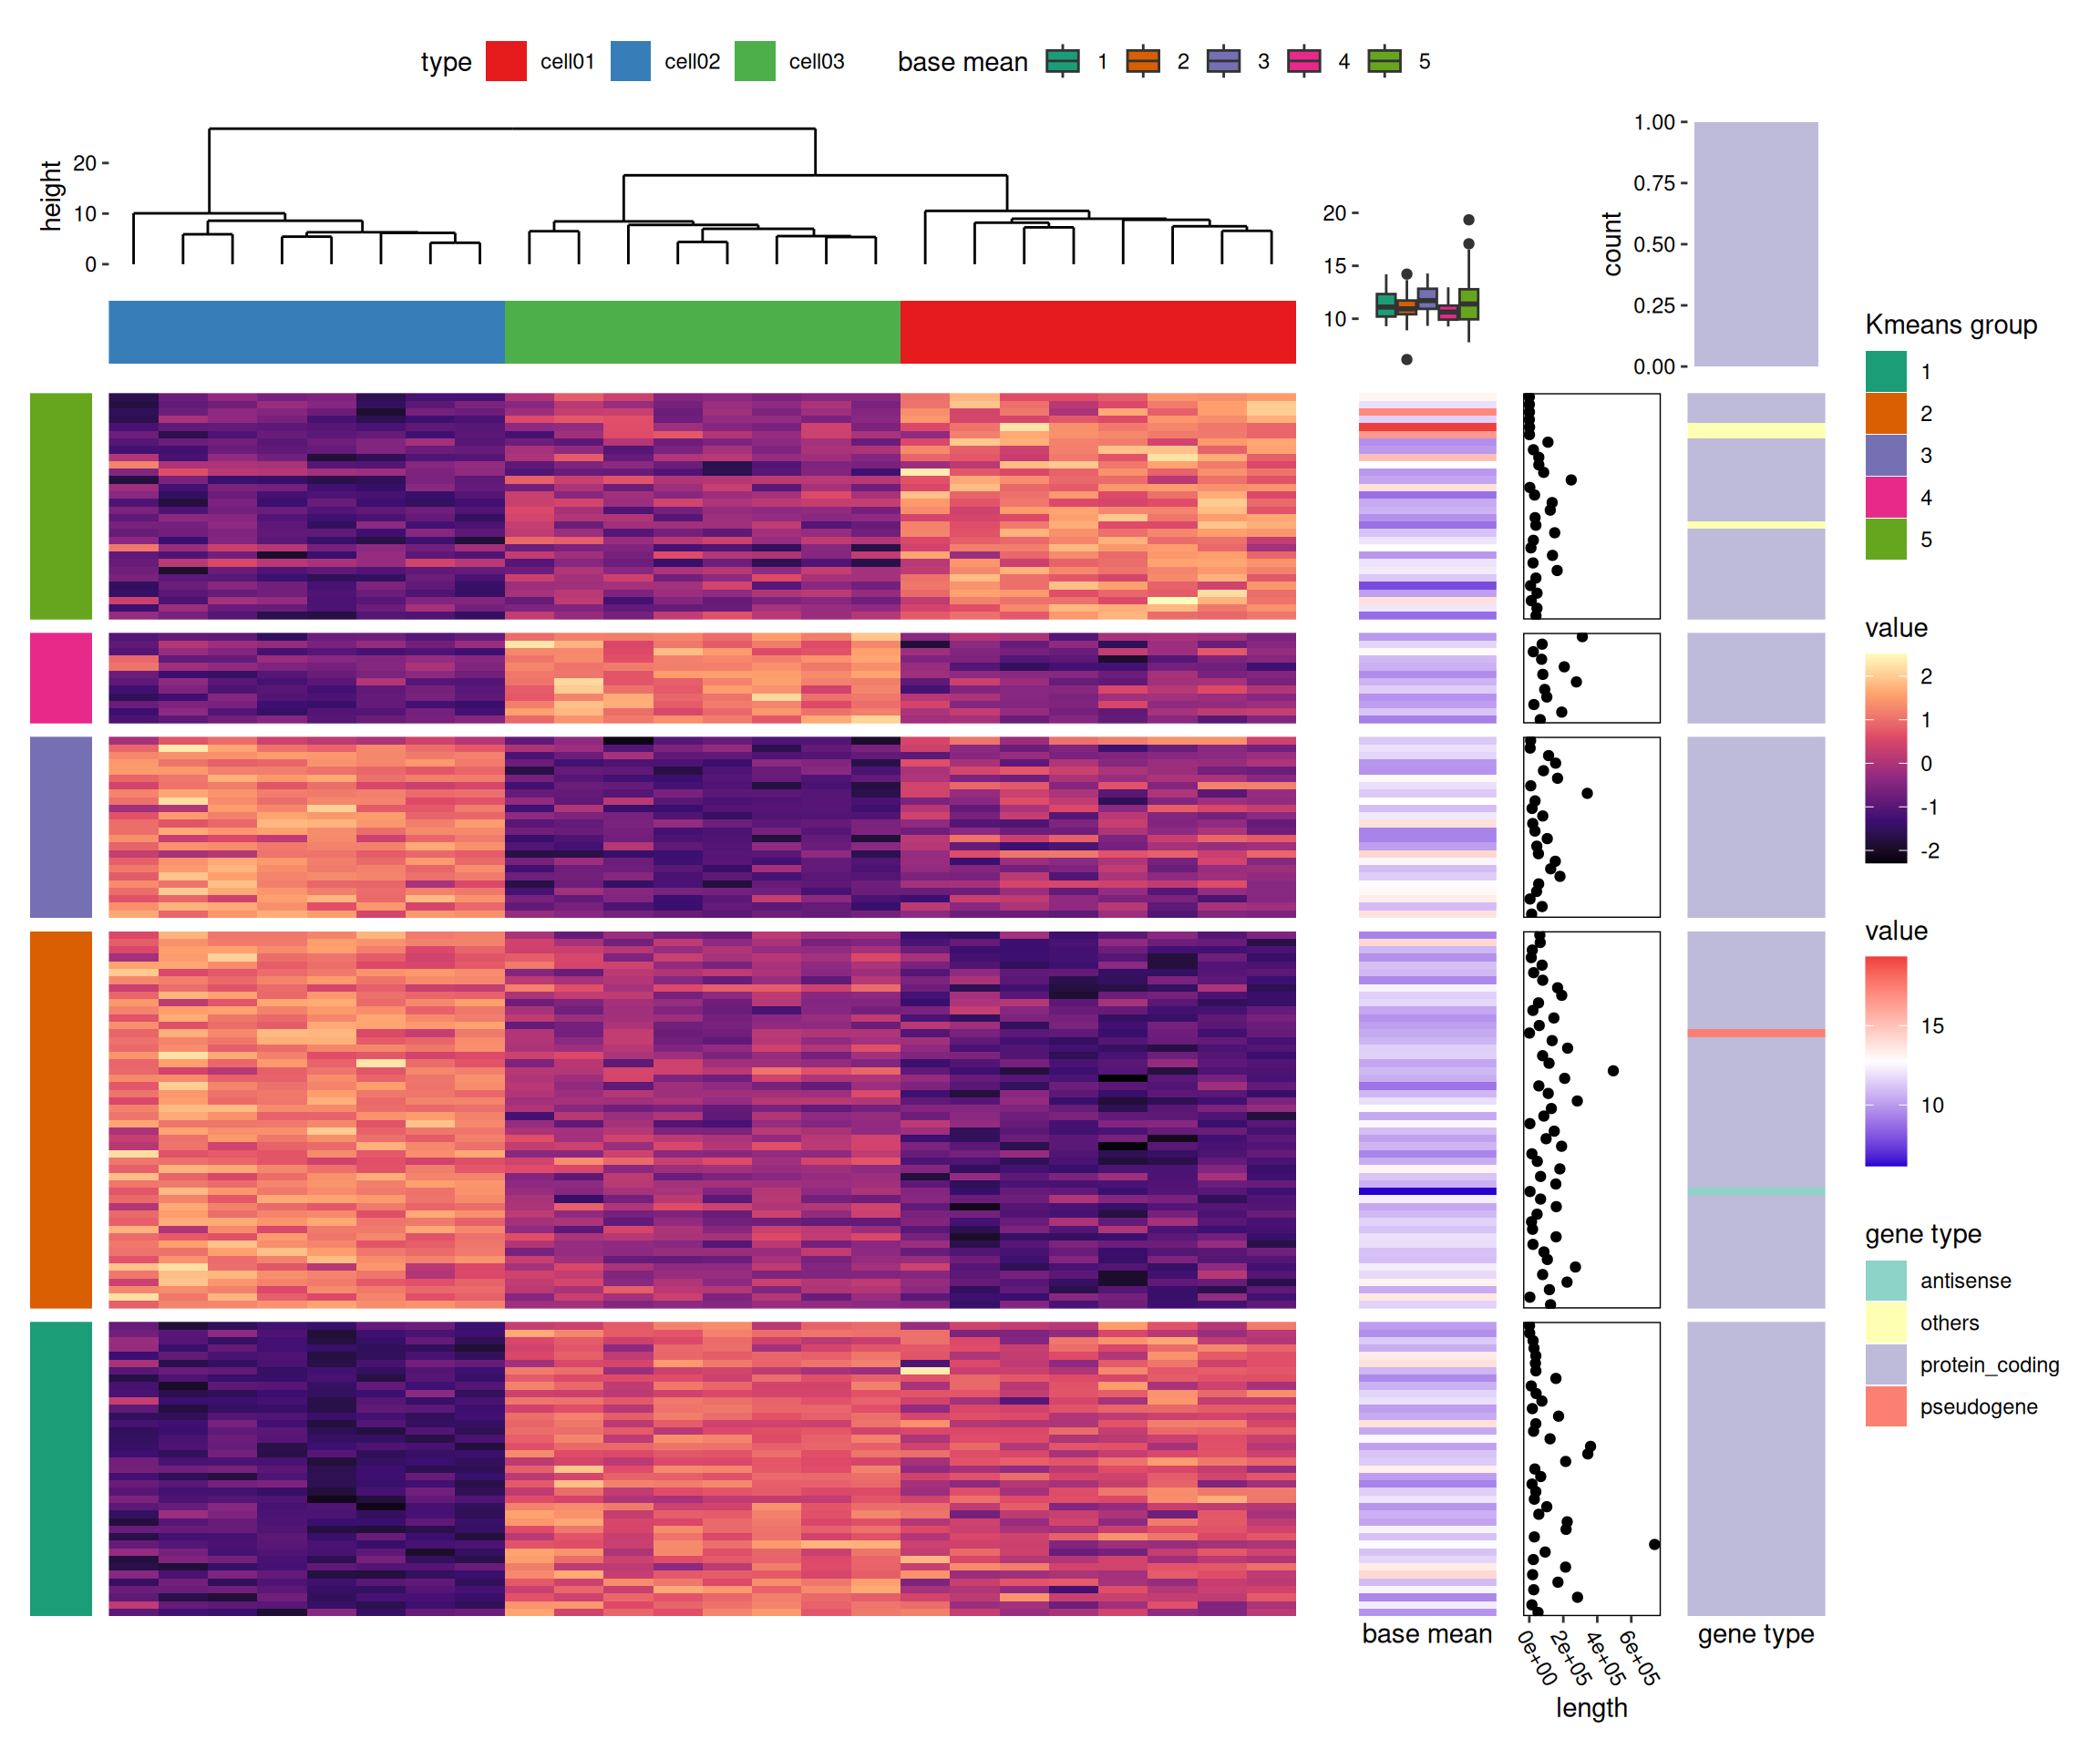 type cell01 cell02 cell03 base mean 1 2 3 4 5
height
20
10
0
20
15
10
count
1.00
0.75
0.50
0.25
0.00
Kmeans group
1
2
3
4
5
value
2
1
0
-1
-2
value
15
10
gene type
antisense
others
protein_coding
pseudogene
base mean
0e+00
2e+05
4e+05
6e+05
length
gene type